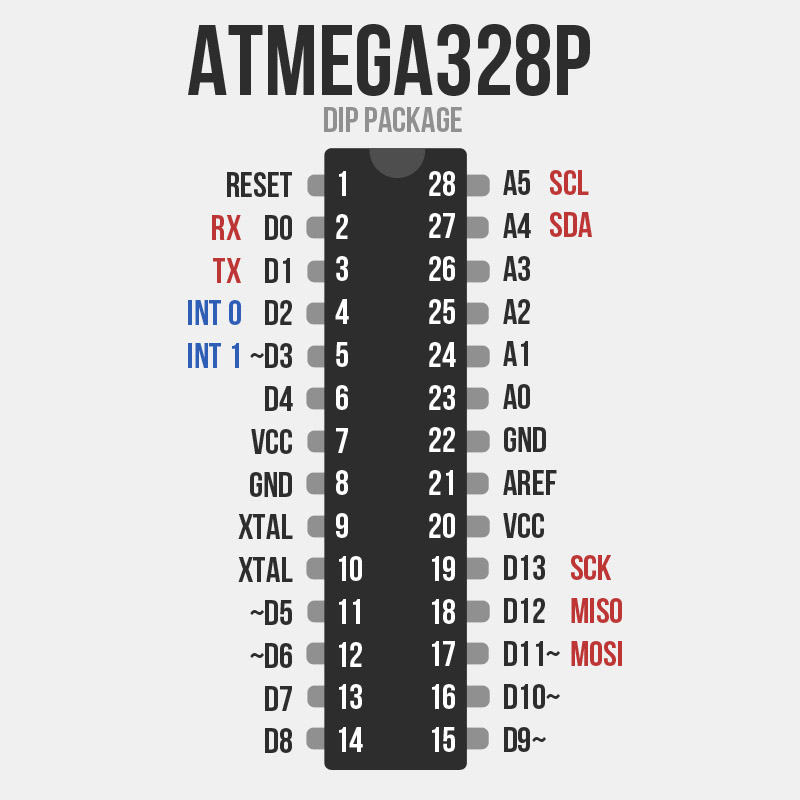 ATMEGA328P
DIP PACKAGE
RESET 1 28 A5 SCL
RX D0 2 27 A4 SDA
TX D1 3 26 A3
INT 0 D2 4 25 A2
INT 1 ~D3 5 24 A1
D4 6 23 A0
VCC 7 22 GND
GND 8 21 AREF
XTAL 9 20 VCC
XTAL 10 19 D13 SCK
~D5 11 18 D12 MISO
~D6 12 17 D11~ MOSI
D7 13 16 D10~
D8 14 15 D9~